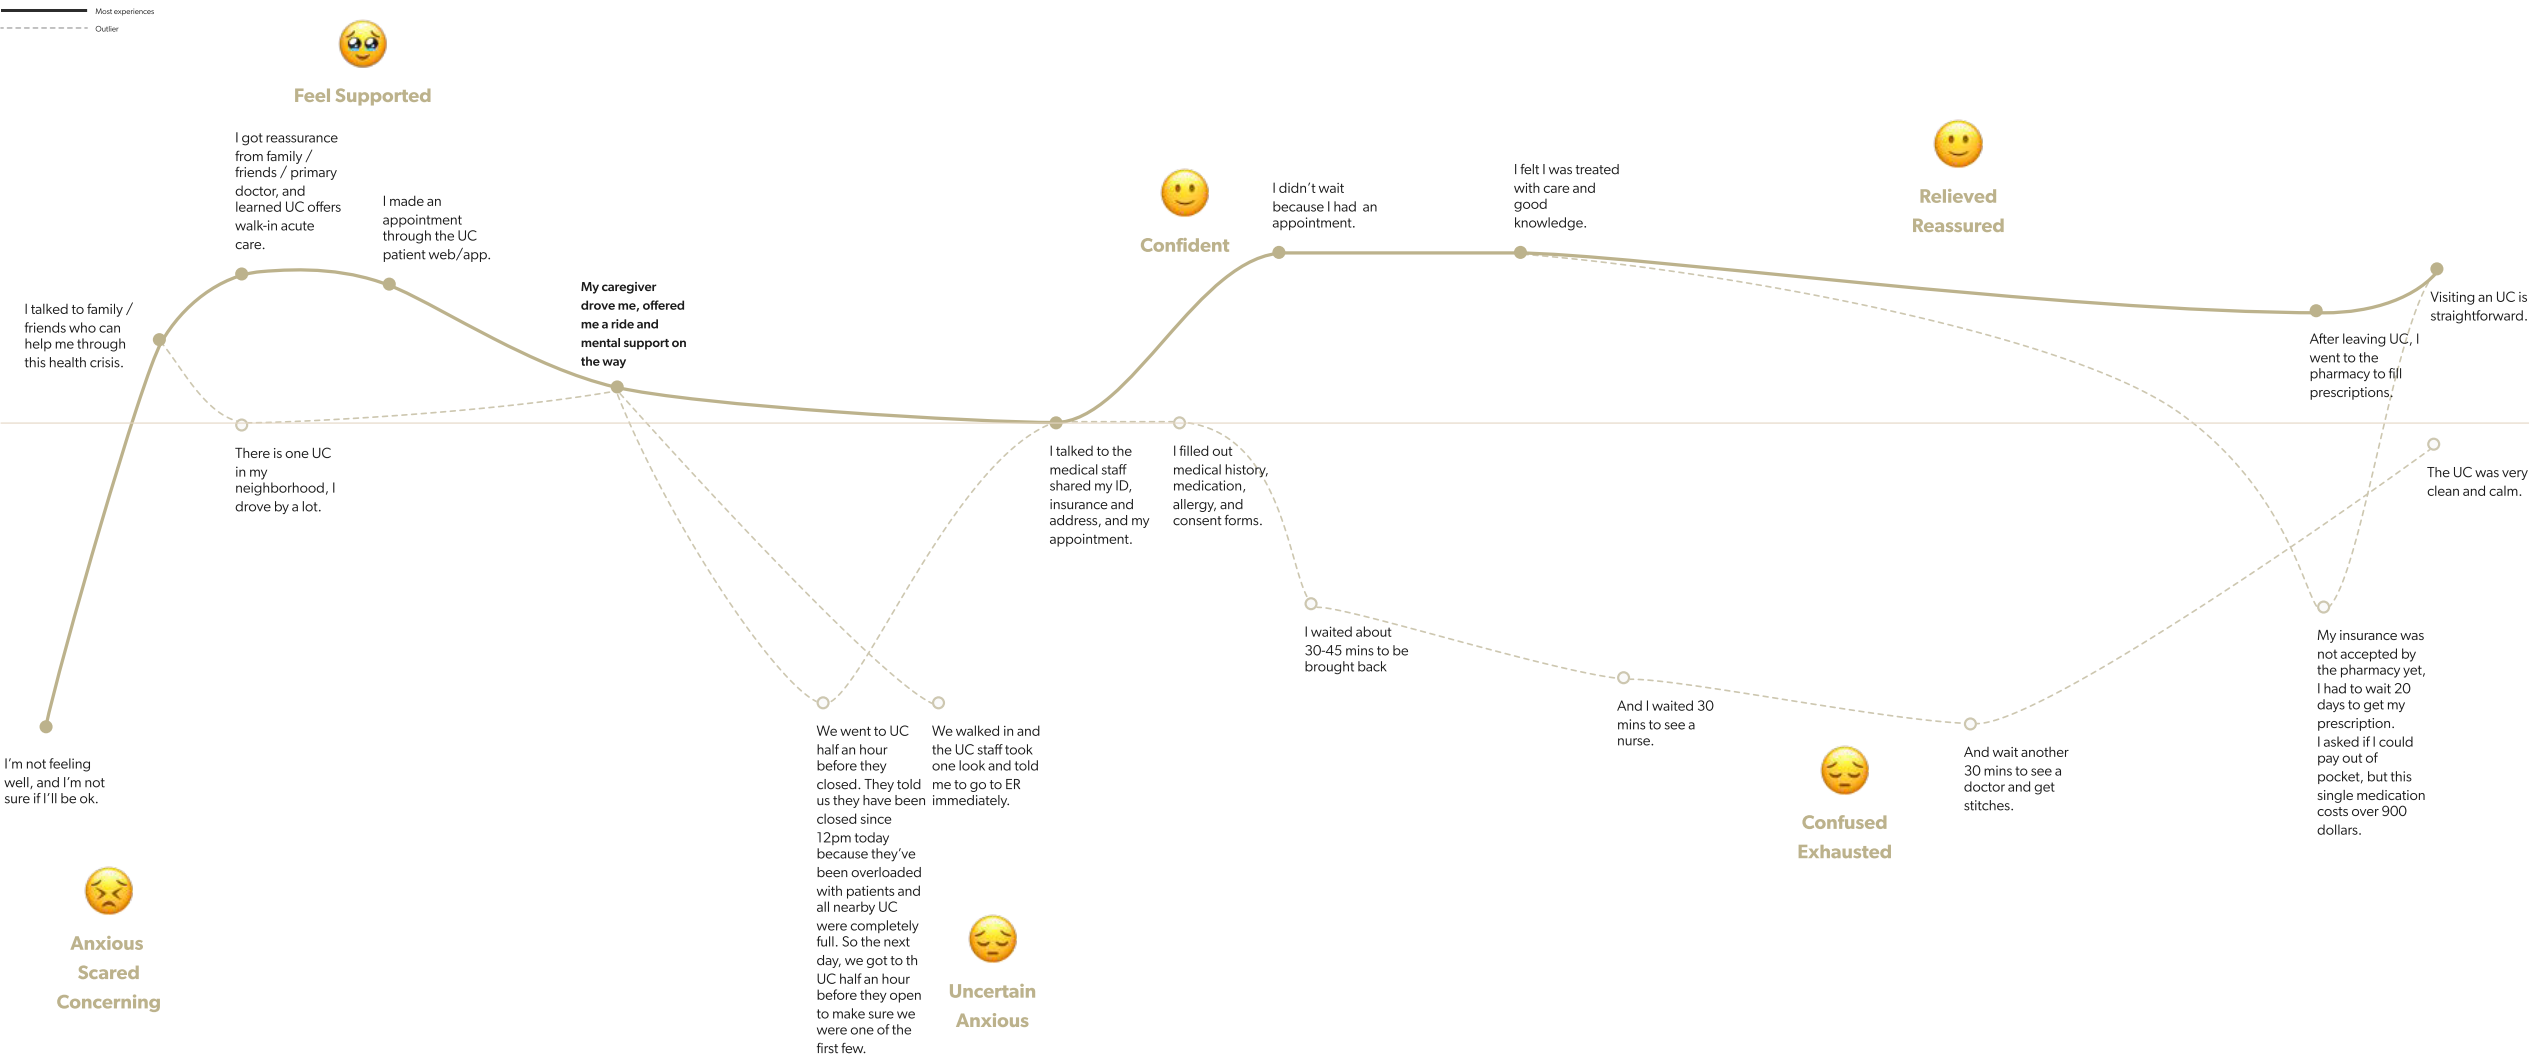 Most experiences
Outlier
Feel Supported
I got reassurance
from family /
friends / primary
doctor, and
learned UC offers
walk-in acute
care.
I made an
appointment
through the UC
patient web/app.
I talked to family /
friends who can
help me through
this health crisis.
There is one UC
in my
neighborhood, I
drove by a lot.
I'm not feeling
well, and I'm not
sure if I'll be ok.
Anxious
Scared
Concerning
My caregiver
drove me, offered
me a ride and
mental support on
the way
We went to UC
half an hour
before they
closed. They told
us they have been
closed since
12pm today
because they've
been overloaded
with patients and
all nearby UC
were completely
full. So the next
day, we got to th
UC half an hour
before they open
to make sure we
were one of the
first few.
We walked in and
the UC staff took
one look and told
me to go to ER
immediately.
Uncertain
Anxious
I talked to the
medical staff
shared my ID,
insurance and
address, and my
appointment.
I filled out
medical history,
medication,
allergy, and
consent forms.
Confident
I didn't wait
because I had  an
appointment.
I felt I was treated
with care and
good
knowledge.
I waited about
30-45 mins to be
brought back
And I waited 30
mins to see a
nurse.
Confused
Exhausted
And wait another
30 mins to see a
doctor and get
stitches.
Relieved
Reassured
After leaving UC, I
went to the
pharmacy to fill
prescriptions.
Visiting an UC is
straightforward.
The UC was very
clean and calm.
My insurance was
not accepted by
the pharmacy yet,
I had to wait 20
days to get my
prescription.
I asked if I could
pay out of
pocket, but this
single medication
costs over 900
dollars.